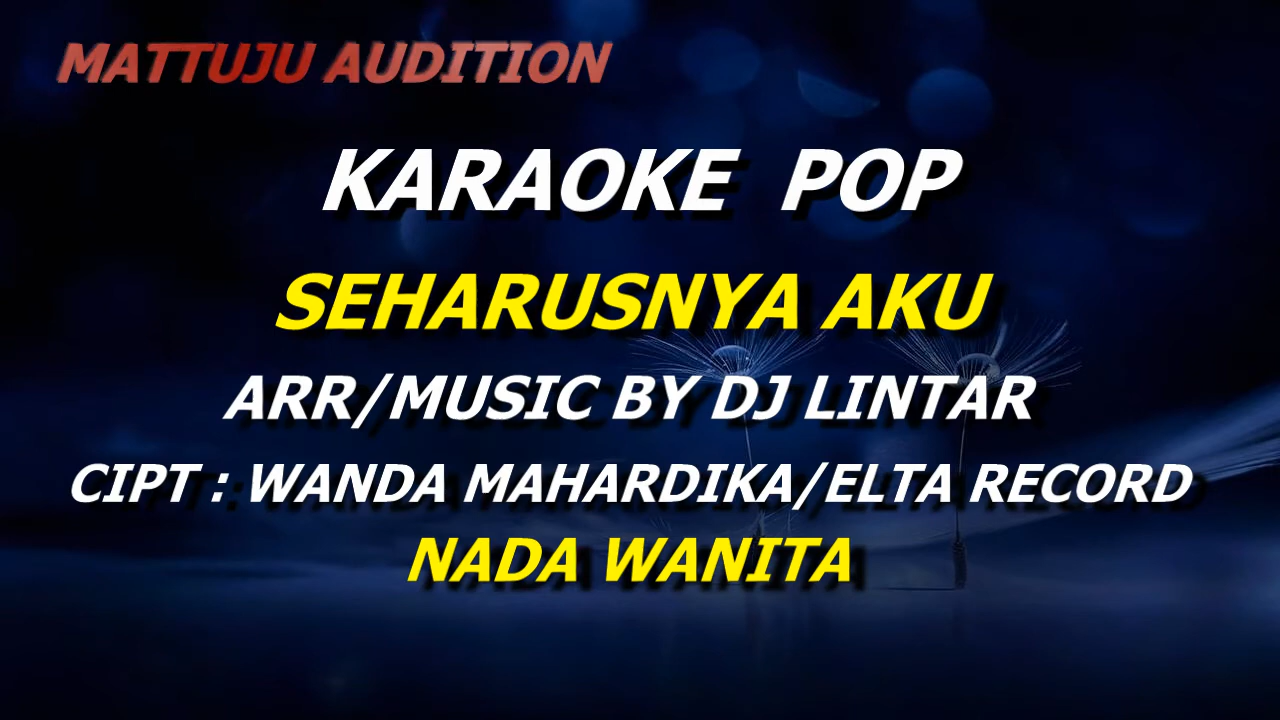 MATTUJU AUDITION
KARAOKE POP
SEHARUSNYA AKU
ARR/MUSIC BY DJ LINTAR
CIPT : WANDA MAHARDIKA/ELTA RECORD
NADA WANITA